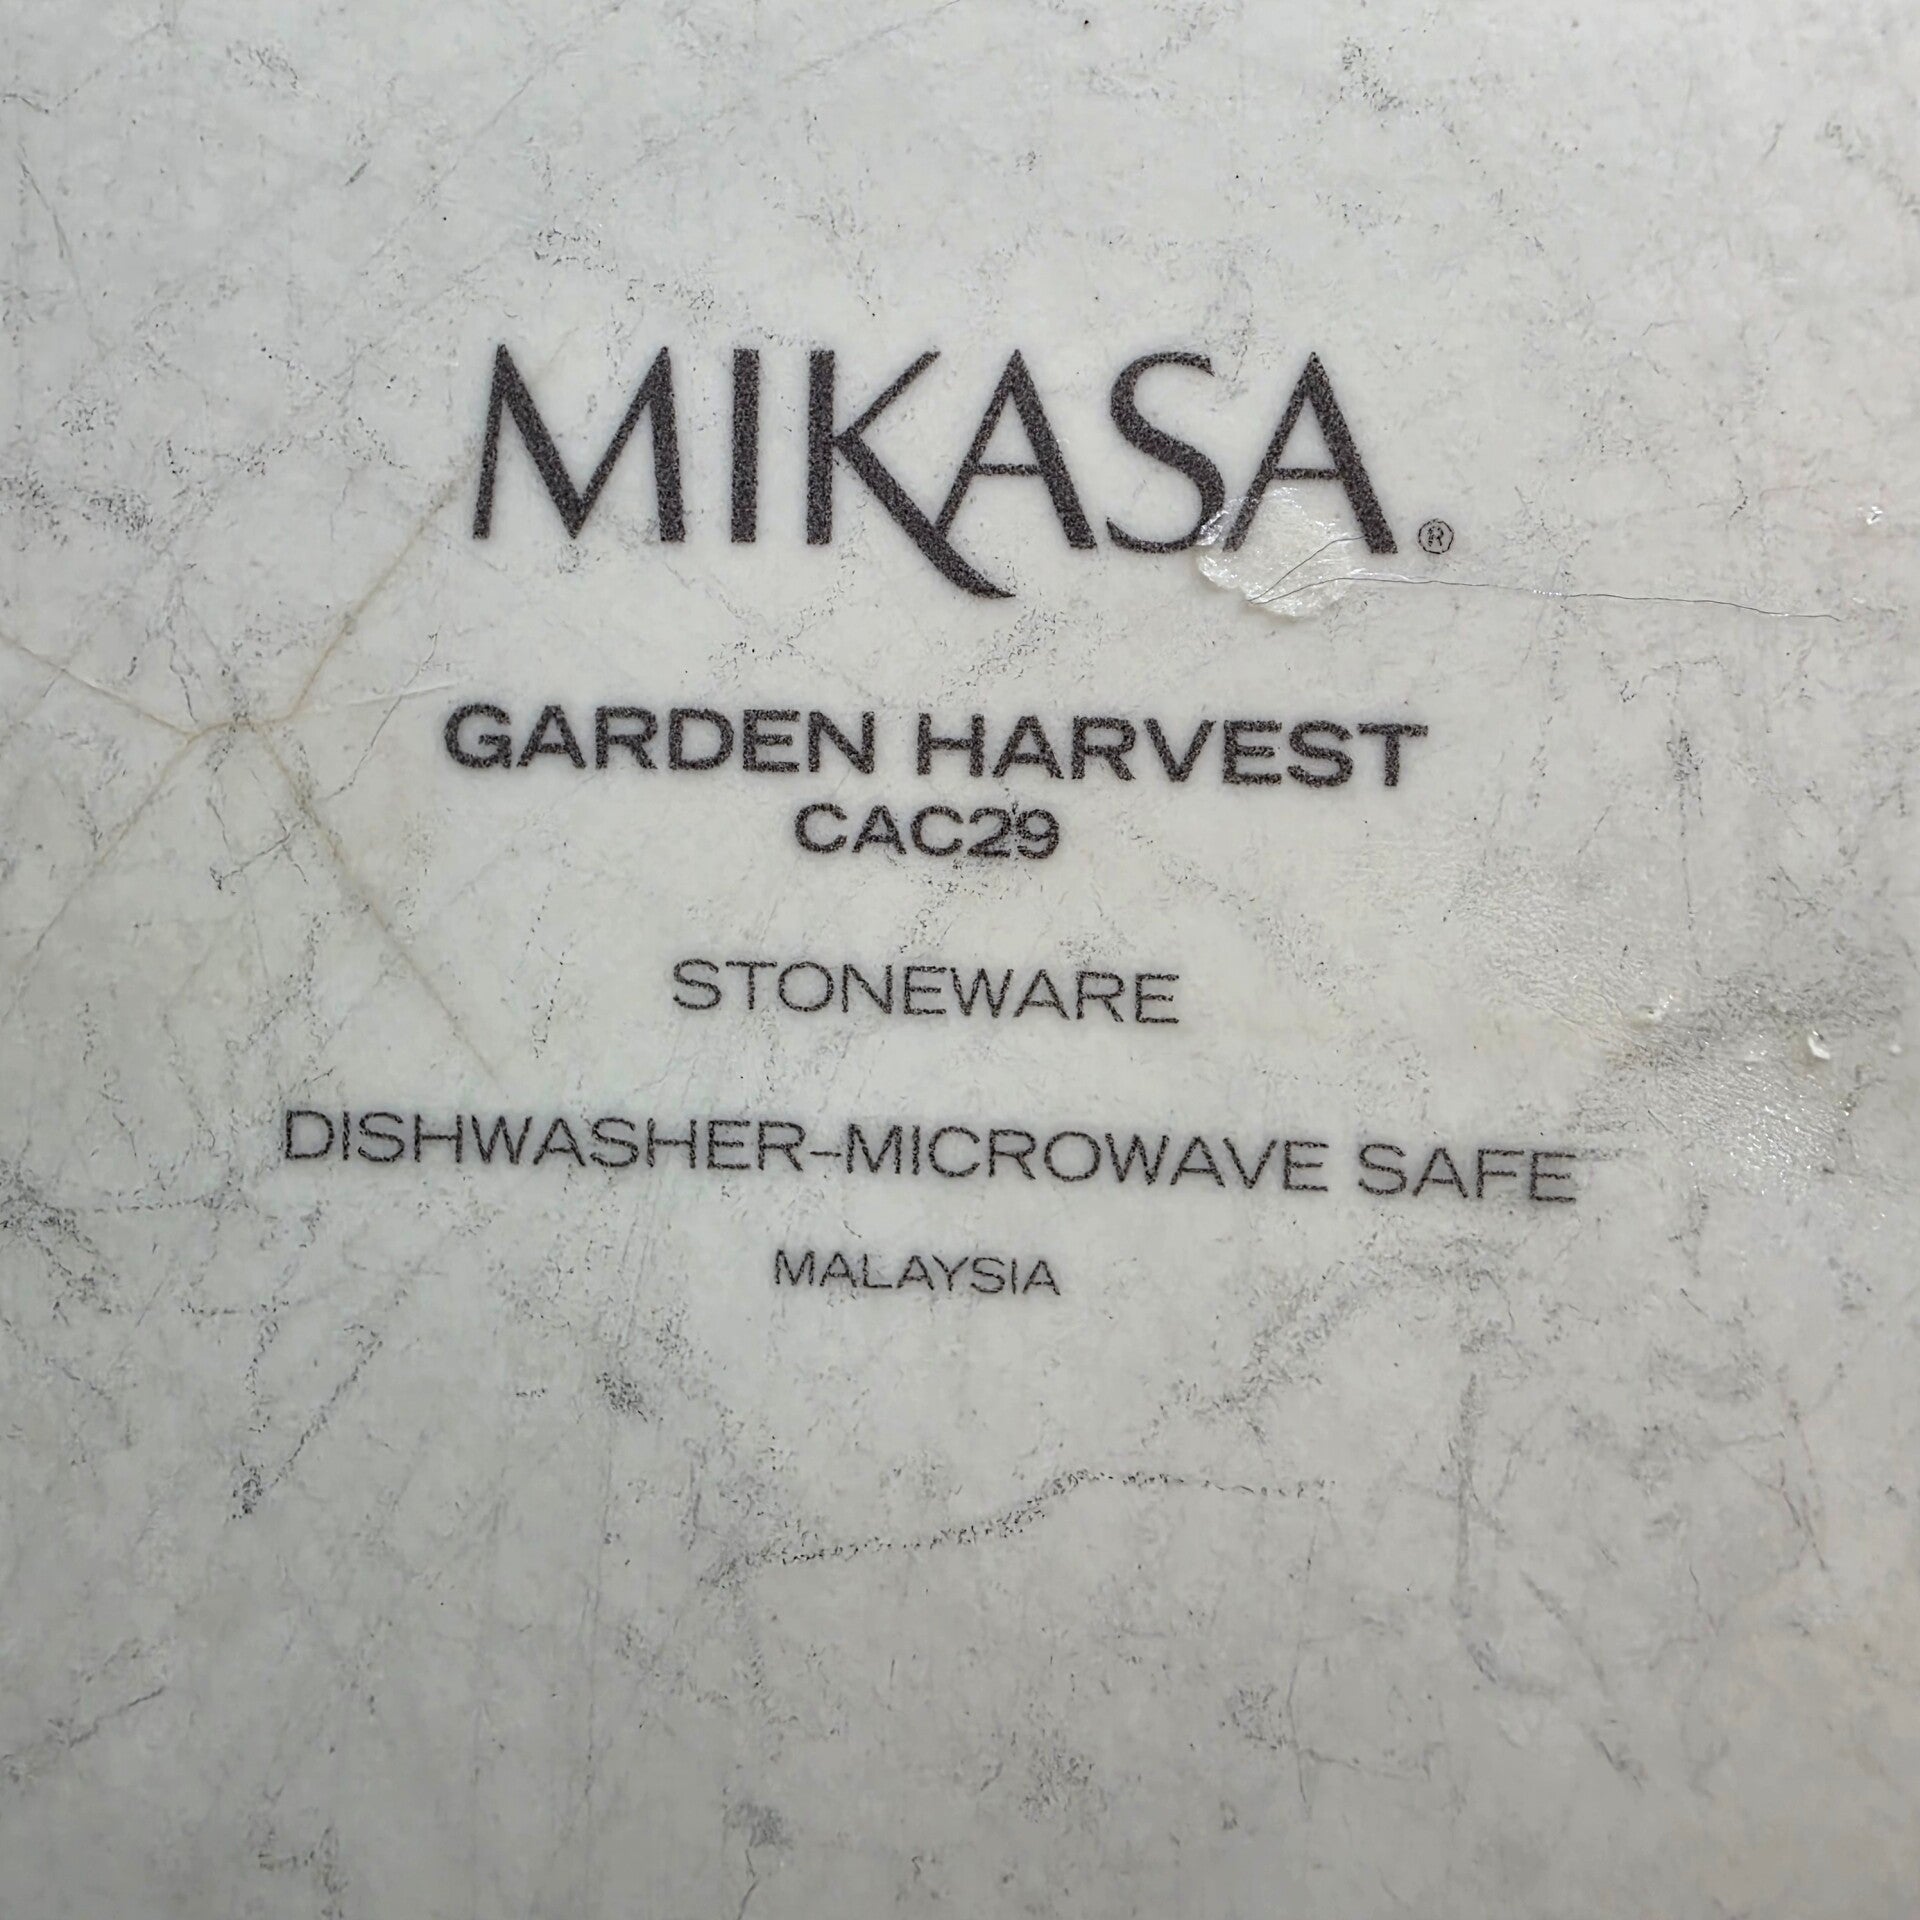 MIKASA®
GARDEN HARVEST
CAC29
STONEWARE
DISHWASHER-MICROWAVE SAFE
MALAYSIA